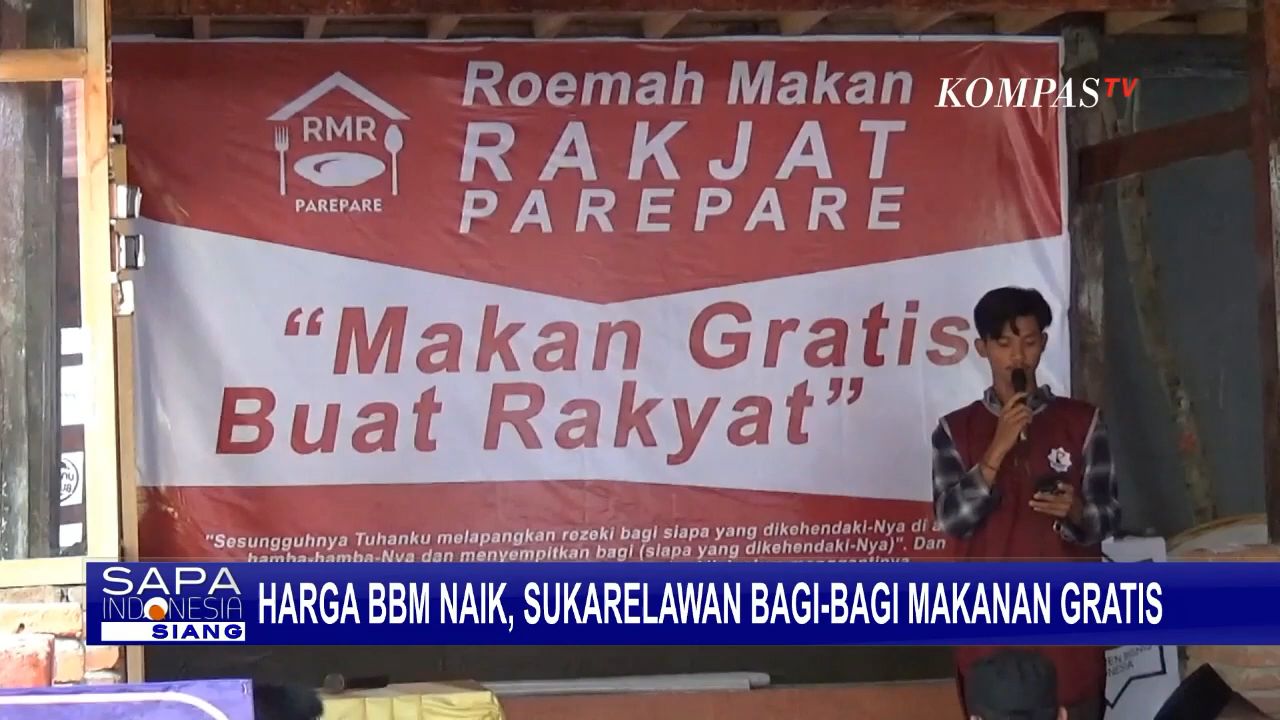 Roemah Makan
RAKJAT
PAREPARE
RMR
PAREPARE
KOMPASTV
“Makan Gratis
Buat Rakyat”
"Sesungguhnya Tuhanku melapangkan rezeki bagi siapa yang dikehendaki-Nya di a
hamba-hamba-Nya dan menyempitkan bagi (siapa yang dikehendaki-Nya)". Dan
SAPA
INDONESIA
SIANG
HARGA BBM NAIK, SUKARELAWAN BAGI-BAGI MAKANAN GRATIS